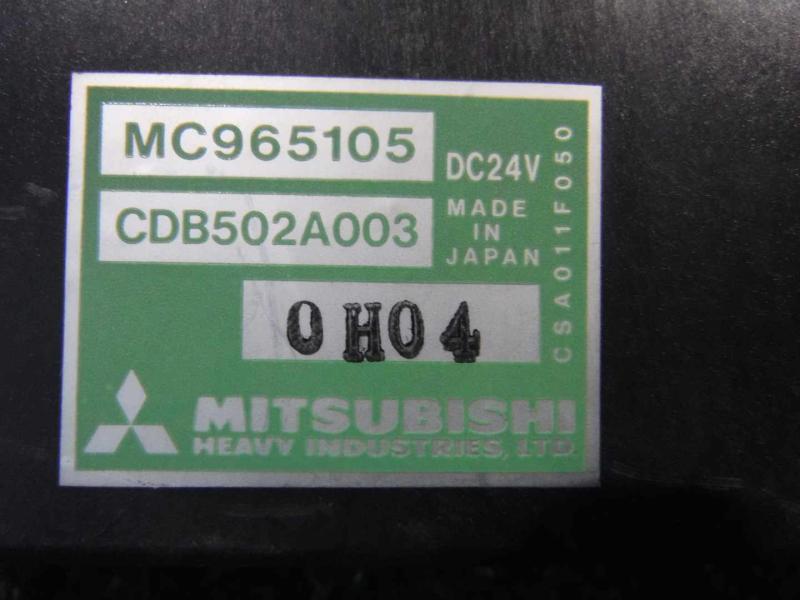 MC965105
DC24V
CDB502A003
MADE
IN
JAPAN
CSA011F050
0H04
MITSUBISHI
HEAVY INDUSTRIES, LTD.